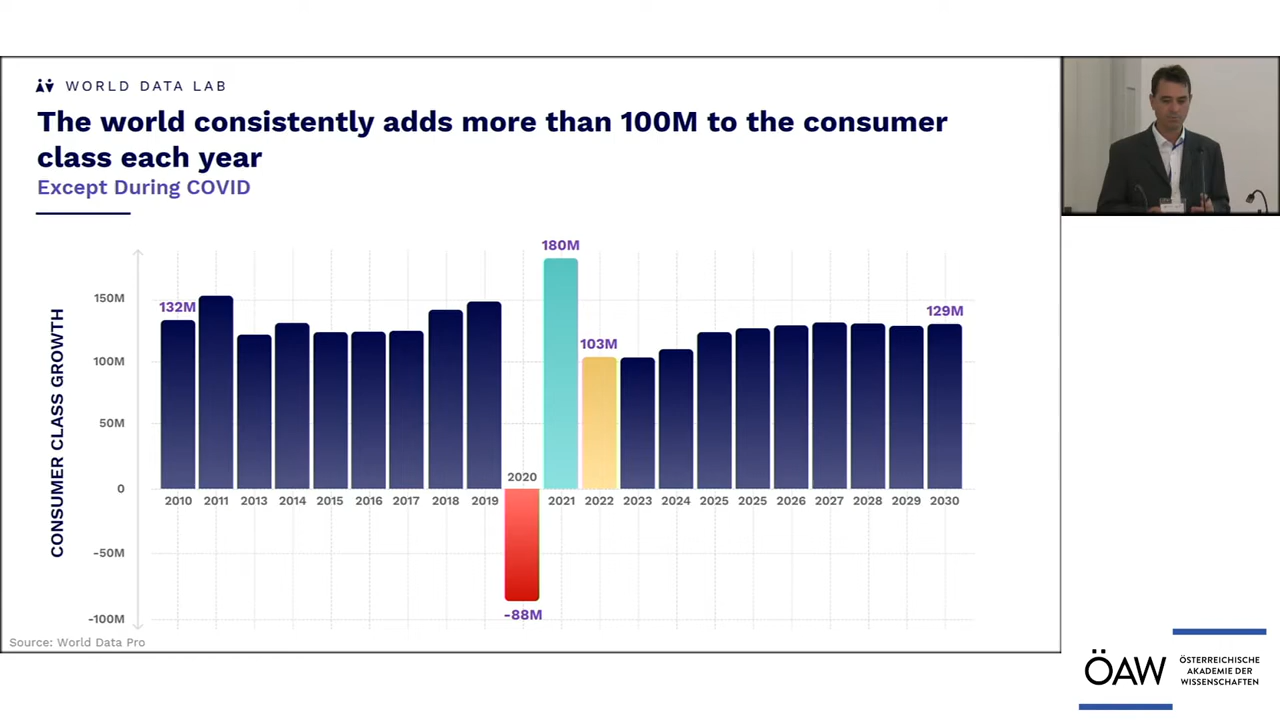 WORLD DATA LAB
The world consistently adds more than 100M to the consumer
class each year
Except During COVID
CONSUMER CLASS GROWTH
150M
100M
50M
0
-50M
-100M
132M
180M
103M
129M
-88M
2010
2011
2013
2014
2015
2016
2017
2018
2019
2020
2021
2022
2023
2024
2025
2025
2026
2027
2028
2029
2030
Source: World Data Pro
ÖAW
ÖSTERREICHISCHE
AKADEMIE DER
WISSENSCHAFTEN